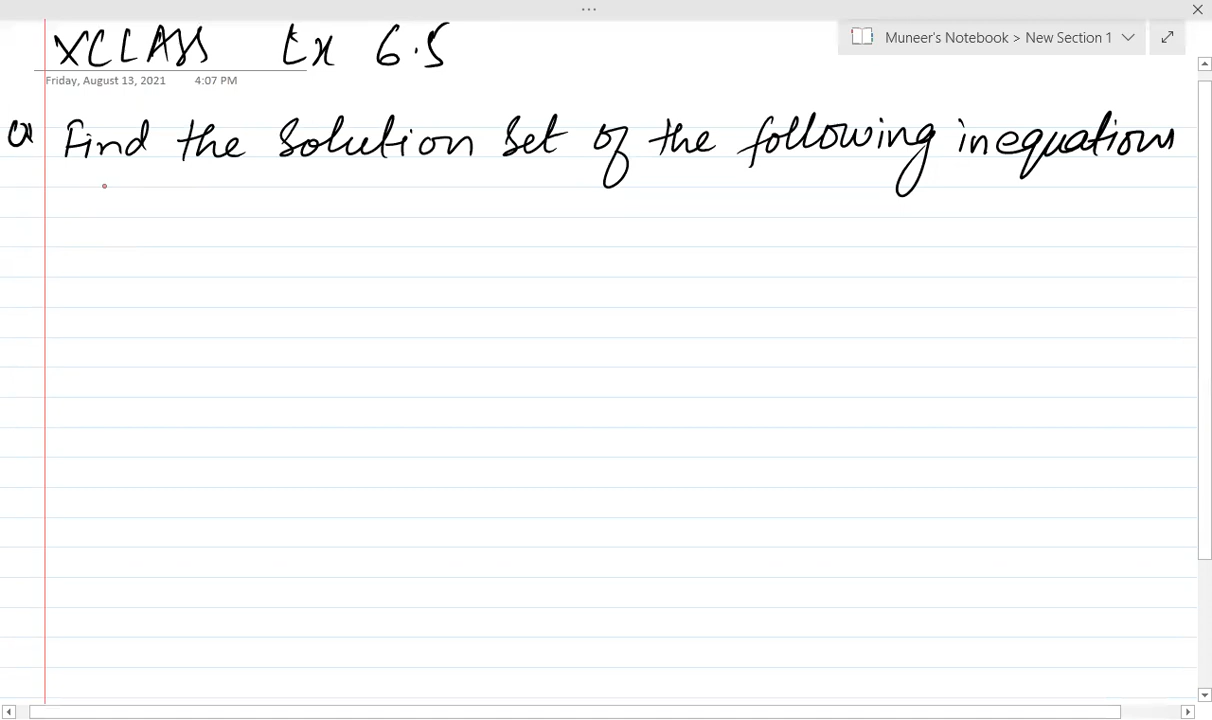 ...
XCLASS Ex 6.5
Muneer's Notebook > New Section 1
Friday, August 13, 2021 4:07 PM
Q Find the Solution Set of the following inequations